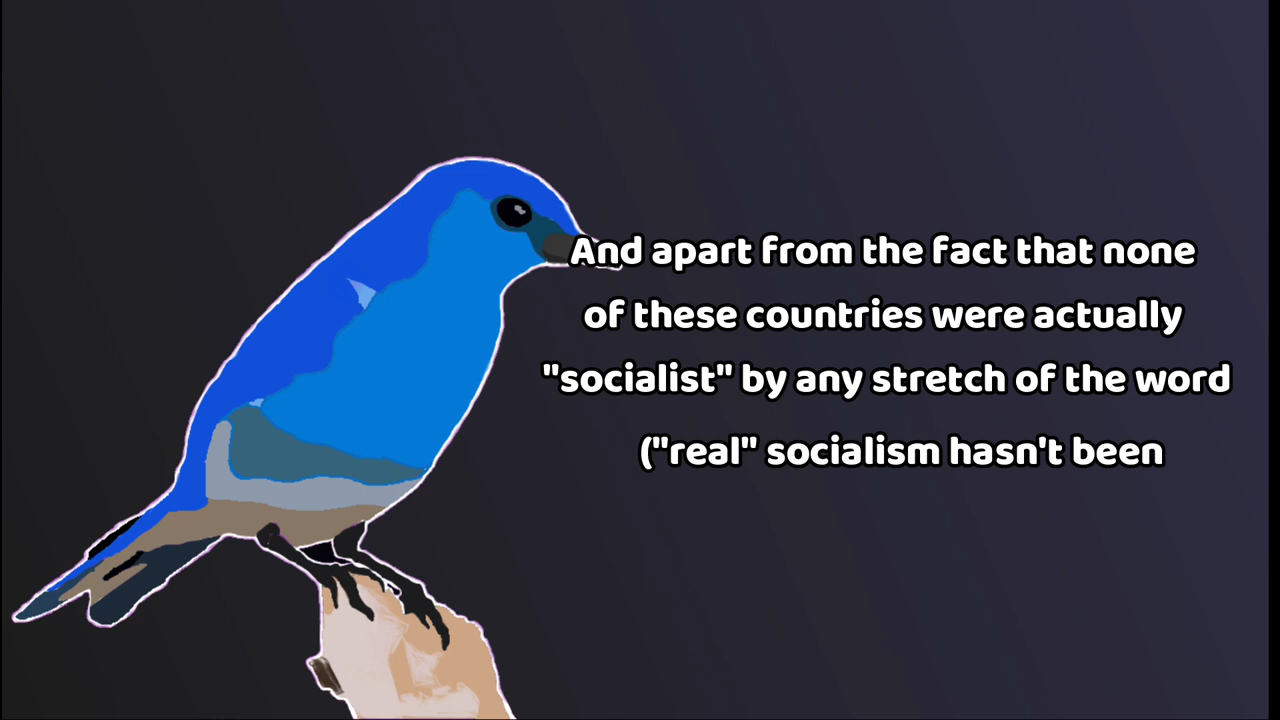 And apart from the fact that none
of these countries were actually
"socialist" by any stretch of the word
("real" socialism hasn't been